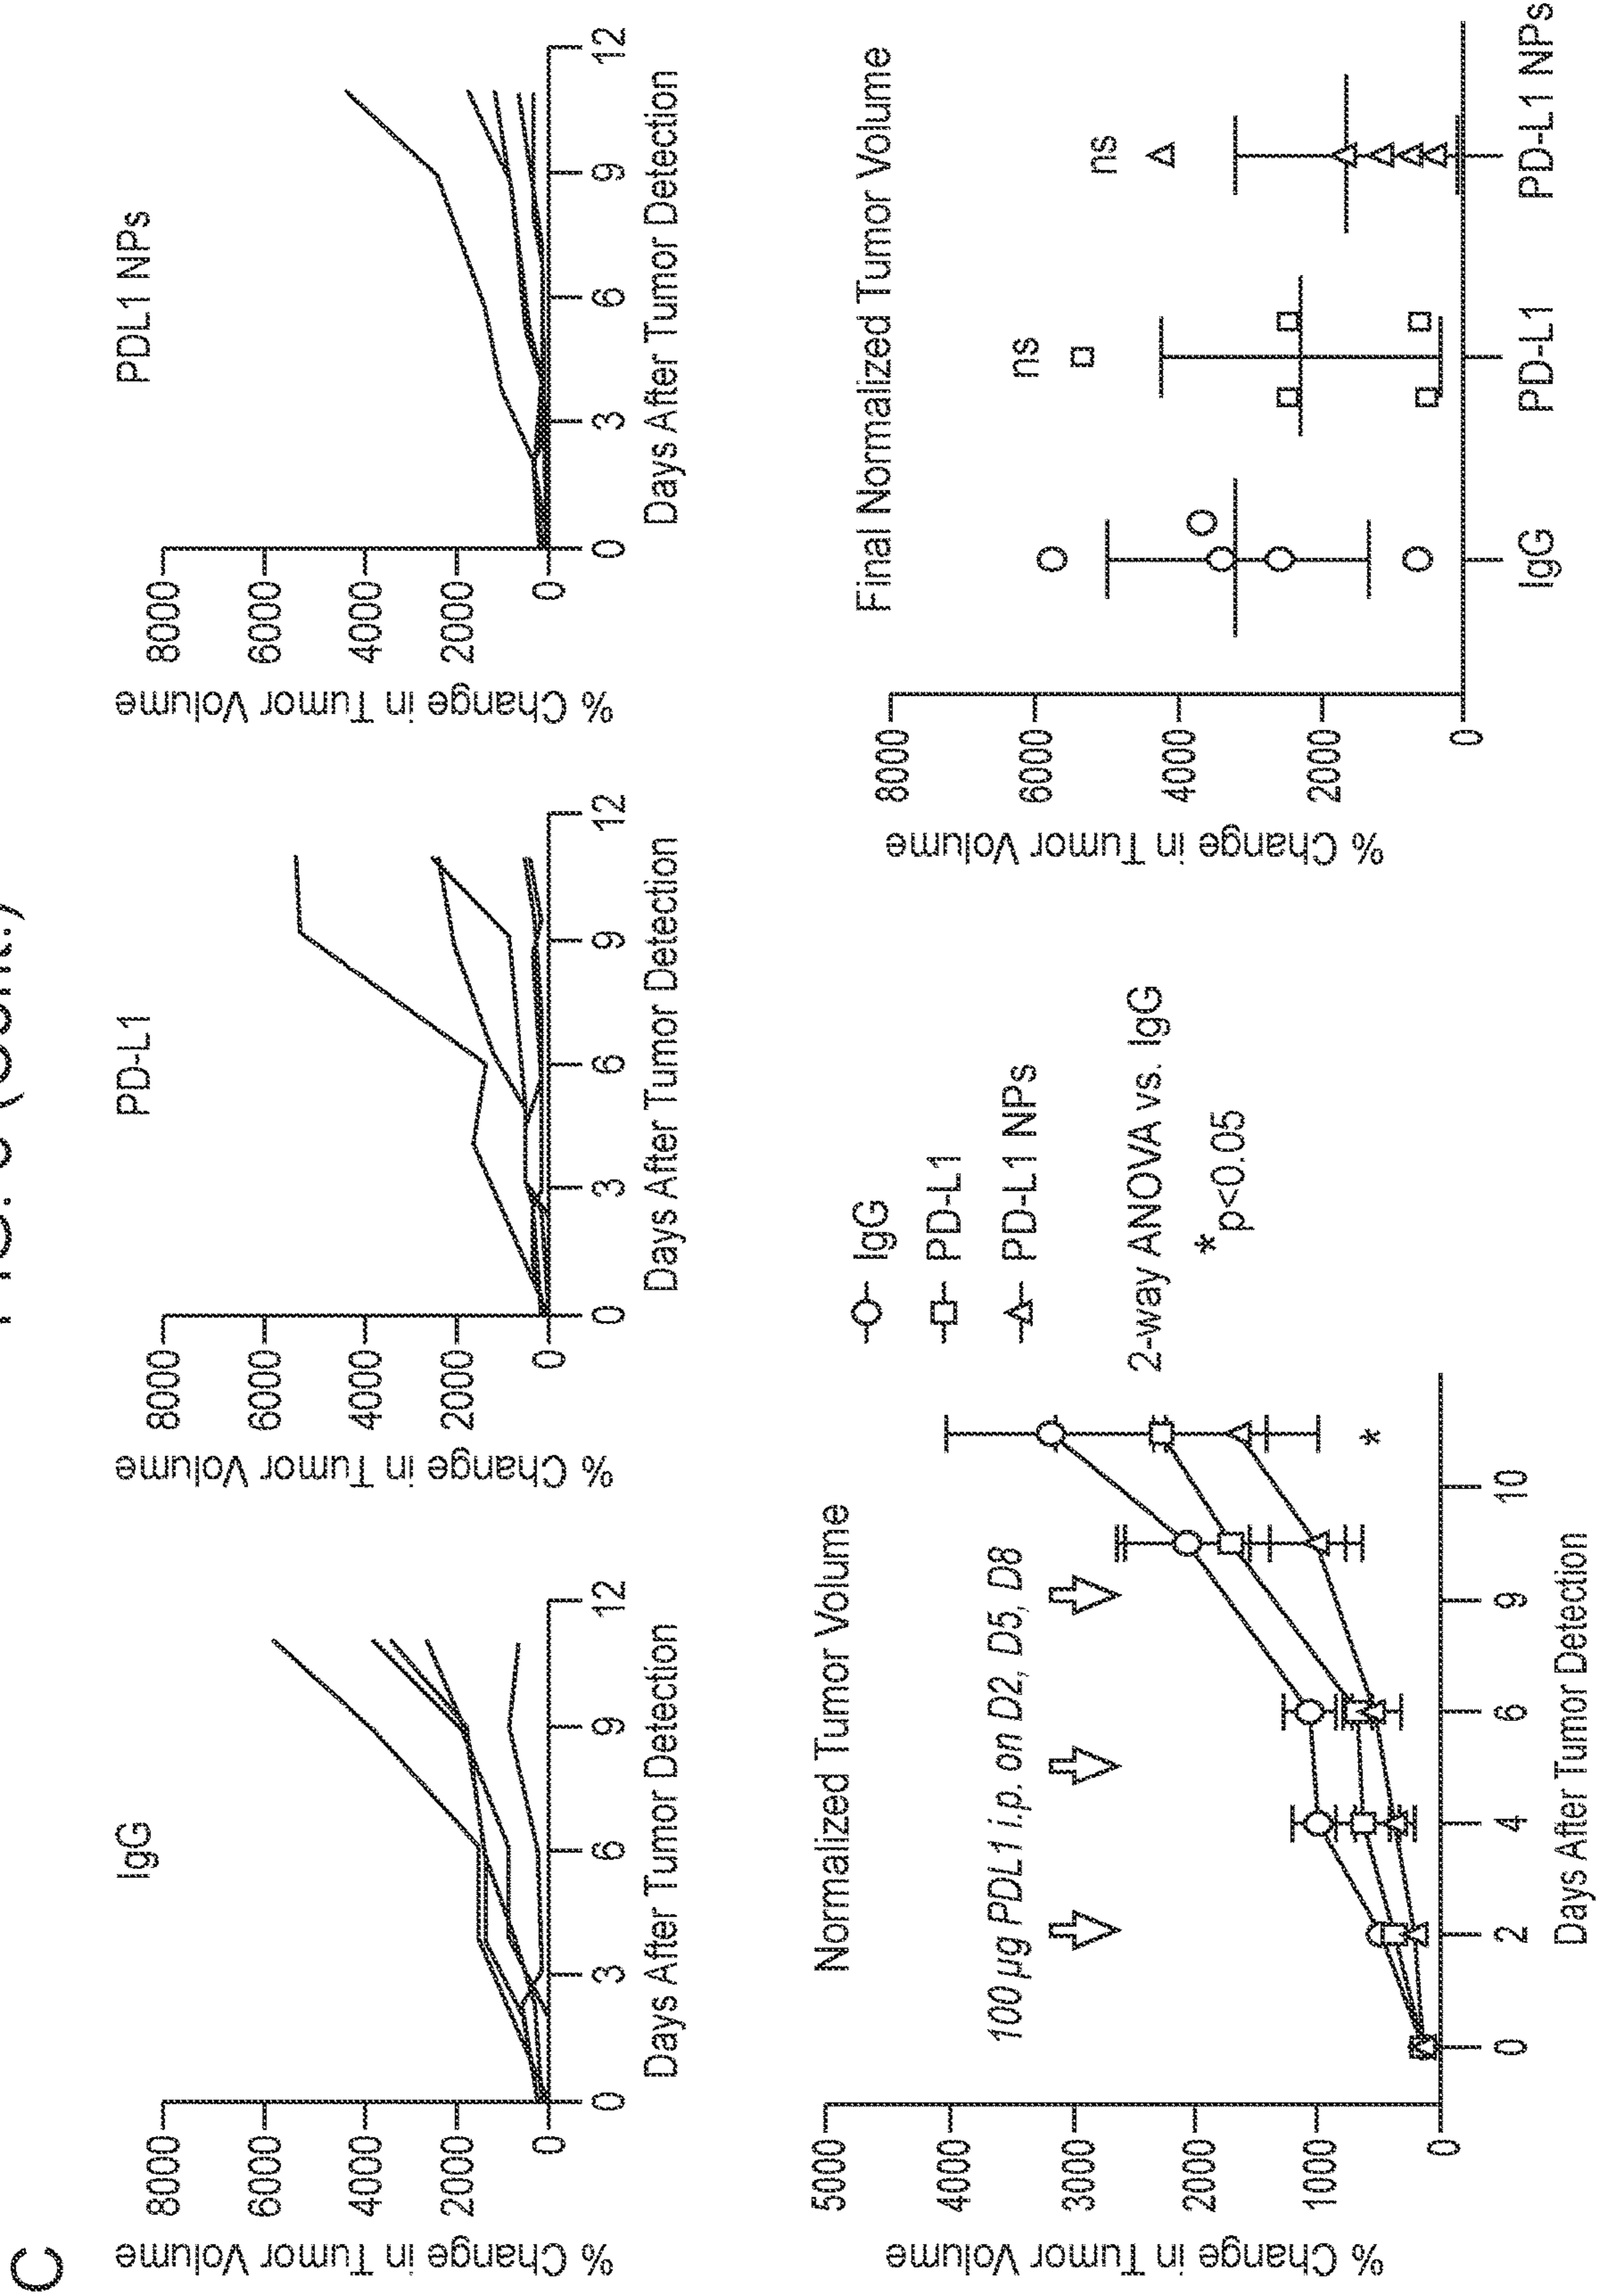 C
IgG
% Change in Tumor Volume
8000
6000
4000
2000
0
0 3 6 9 12
Days After Tumor Detection
PD-L1
% Change in Tumor Volume
8000
6000
4000
2000
0
0 3 6 9 12
Days After Tumor Detection
PDL1 NPs
% Change in Tumor Volume
8000
6000
4000
2000
0
0 3 6 9 12
Days After Tumor Detection
Normalized Tumor Volume
% Change in Tumor Volume
5000
4000
3000
2000
1000
0
100 µg PDL1 i.p. on D2, D5, D8
*
0 2 4 6 9 10
Days After Tumor Detection
IgG
PD-L1
PD-L1 NPs
2-way ANOVA vs. IgG
*p<0.05
Final Normalized Tumor Volume
% Change in Tumor Volume
8000
6000
4000
2000
0
ns
ns
IgG PD-L1 PD-L1 NPs